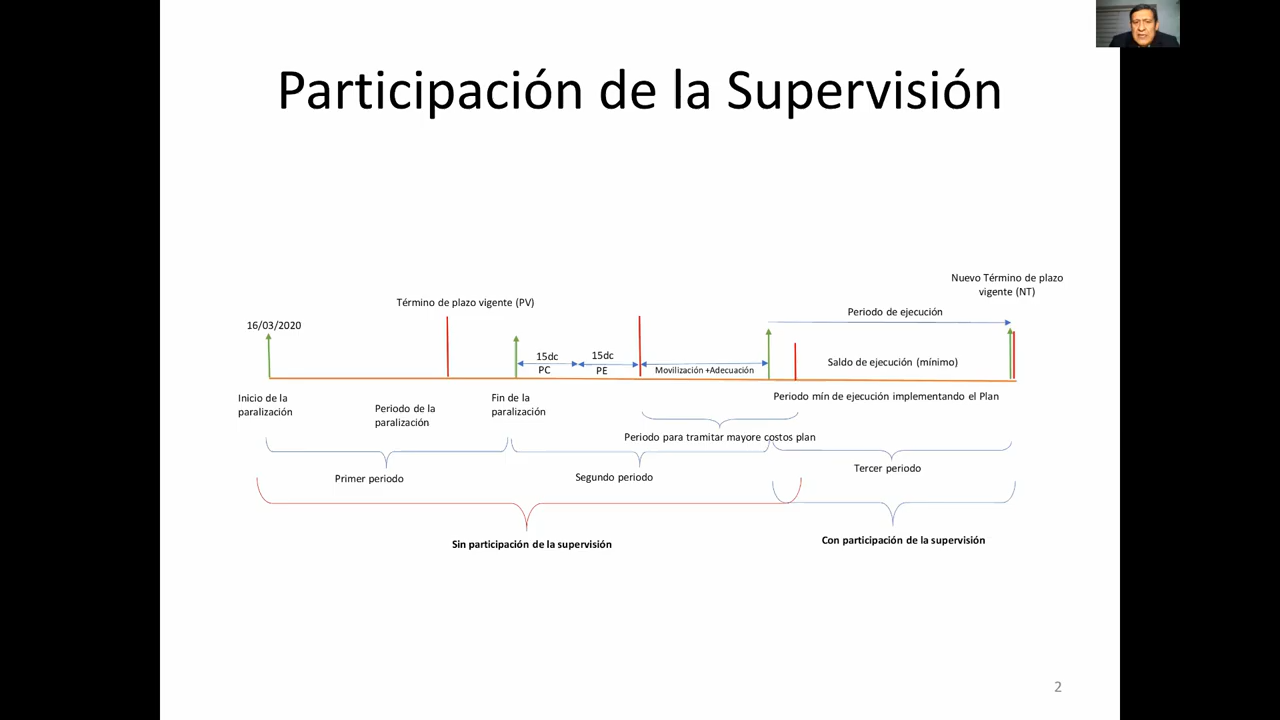 Participación de la Supervisión
Nuevo Término de plazo
vigente (NT)
Término de plazo vigente (PV)
Periodo de ejecución
16/03/2020
15dc
15dc
PC
PE
Movilización +Adecuación
Saldo de ejecución (mínimo)
Inicio de la
paralización
Periodo de la
paralización
Fin de la
paralización
Periodo mín de ejecución implementando el Plan
Periodo para tramitar mayore costos plan
Primer periodo
Segundo periodo
Tercer periodo
Sin participación de la supervisión
Con participación de la supervisión
2